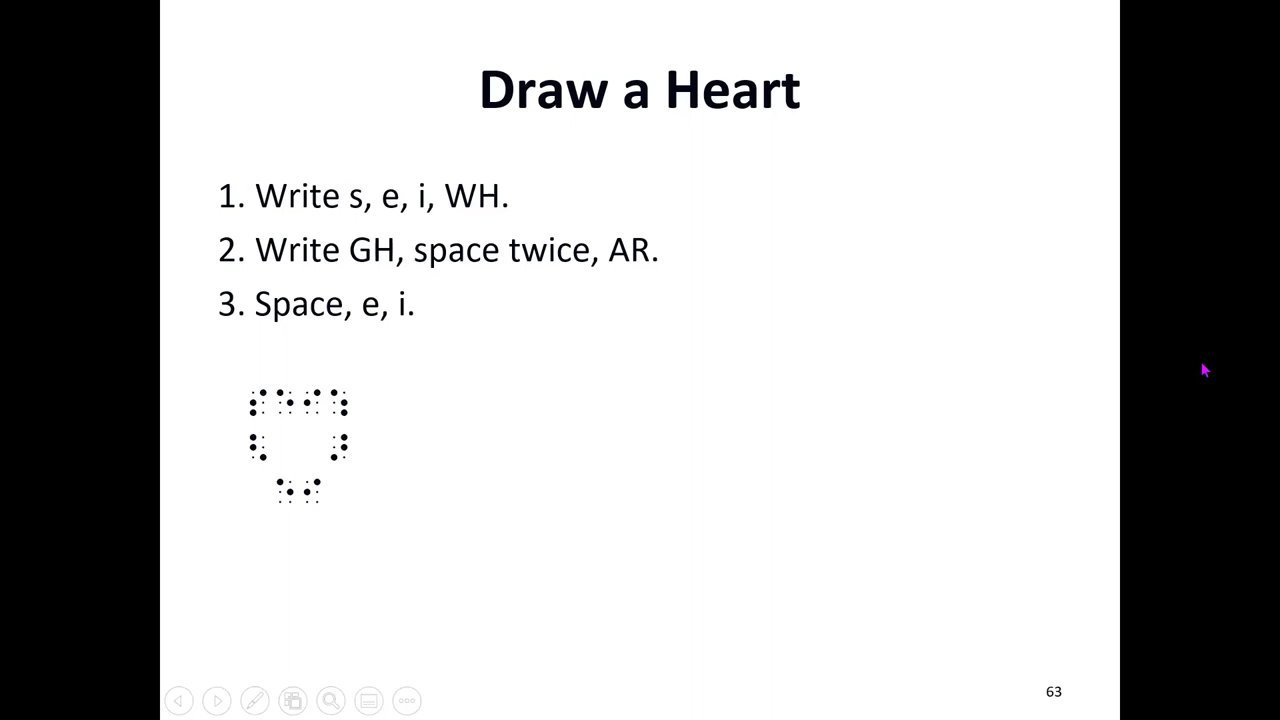 Draw a Heart
1. Write s, e, i, WH.
2. Write GH, space twice, AR.
3. Space, e, i.
⠎⠑⠊⠱
⠣⠀⠀⠜
⠀⠑⠊
63